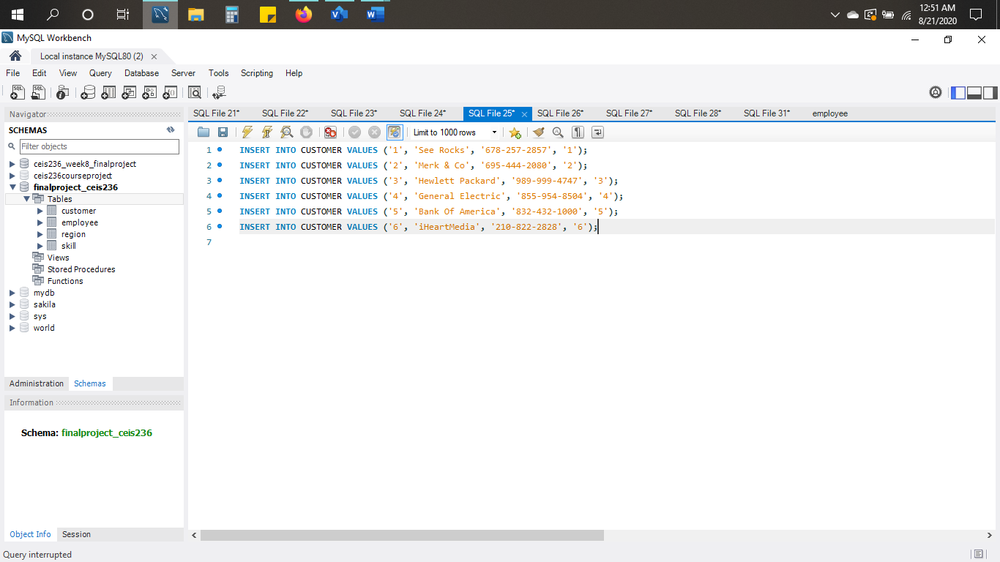 12:51 AM
8/21/2020
MySQL Workbench
Local instance MySQL80 (2)
File Edit View Query Database Server Tools Scripting Help
Navigator
SCHEMAS
Filter objects
ceis236_week8_finalproject
ceis236courseproject
finalproject_ceis236
Tables
customer
employee
region
skill
Views
Stored Procedures
Functions
mydb
sakila
sys
world
Administration Schemas
Information
Schema: finalproject_ceis236
Object Info Session
SQL File 21* SQL File 22* SQL File 23* SQL File 24* SQL File 25* SQL File 26* SQL File 27* SQL File 28* SQL File 31* employee
Limit to 1000 rows
1 INSERT INTO CUSTOMER VALUES ('1', 'See Rocks', '678-257-2857', '1');
2 INSERT INTO CUSTOMER VALUES ('2', 'Merk & Co', '695-444-2080', '2');
3 INSERT INTO CUSTOMER VALUES ('3', 'Hewlett Packard', '989-999-4747', '3');
4 INSERT INTO CUSTOMER VALUES ('4', 'General Electric', '855-954-8504', '4');
5 INSERT INTO CUSTOMER VALUES ('5', 'Bank Of America', '832-432-1000', '5');
6 INSERT INTO CUSTOMER VALUES ('6', 'iHeartMedia', '210-822-2828', '6');
7
Query interrupted